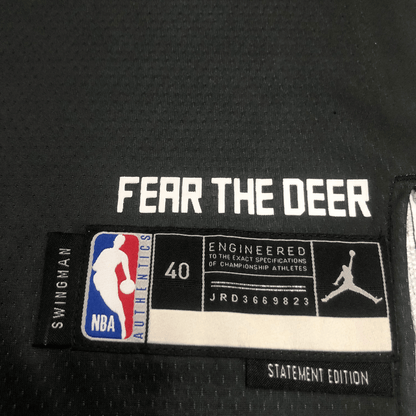 FEAR THE DEER
SWINGMAN
NBA
AUTHENTICS
40
ENGINEERED
TO THE EXACT SPECIFICATIONS
OF CHAMPIONSHIP ATHLETES
JRD3669823
STATEMENT EDITION